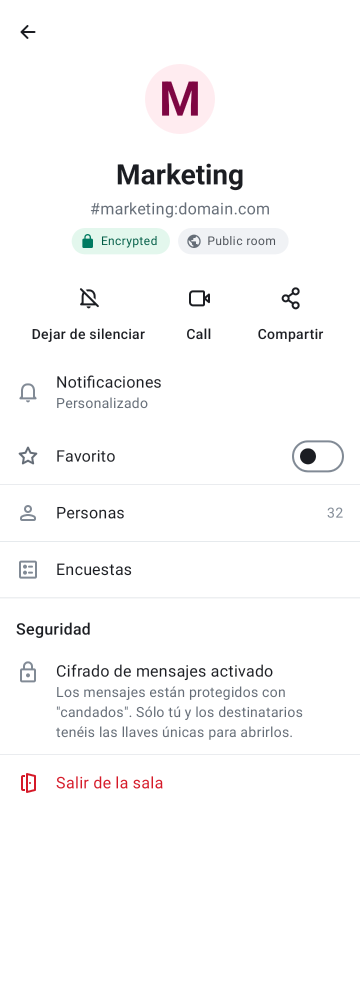 M
Marketing
#marketing:domain.com
Encrypted
Public room
Dejar de silenciar
Call
Compartir
Notificaciones
Personalizado
Favorito
Personas
32
Encuestas
Seguridad
Cifrado de mensajes activado
Los mensajes están protegidos con
"candados". Sólo tú y los destinatarios
tenéis las llaves únicas para abrirlos.
Salir de la sala